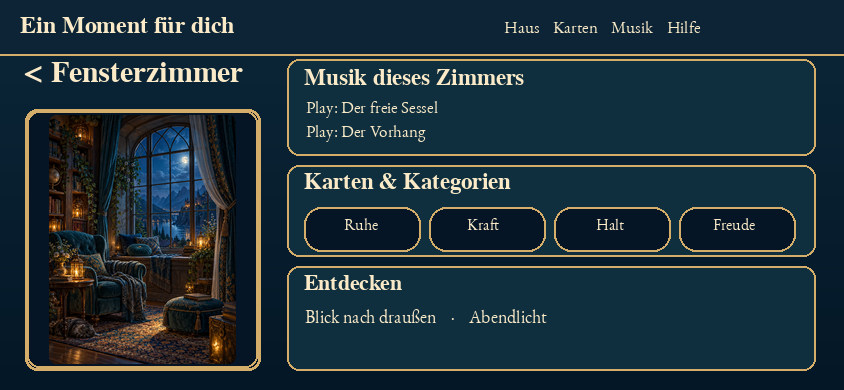 Ein Moment für dich
Haus Karten Musik Hilfe
< Fensterzimmer
Musik dieses Zimmers
Play: Der freie Sessel
Play: Der Vorhang
Karten & Kategorien
Ruhe Kraft Halt Freude
Entdecken
Blick nach draußen · Abendlicht